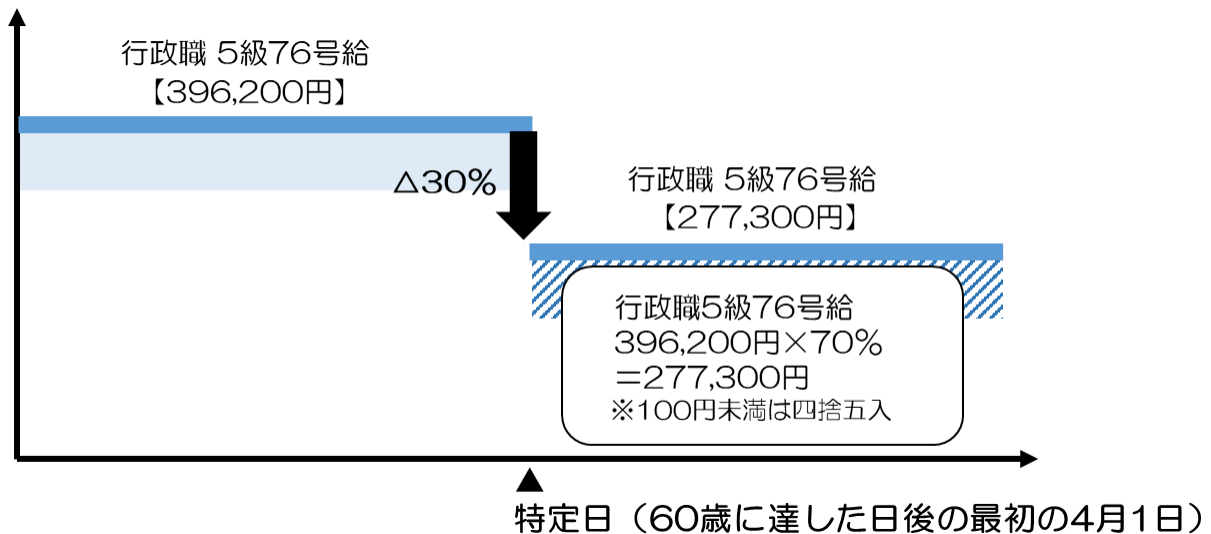 行政職 5級76号給
【396,200円】
△30%
行政職 5級76号給
【277,300円】
行政職5級76号給
396,200円×70%
=277,300円
※100円未満は四捨五入
▲
特定日（60歳に達した日後の最初の4月1日）